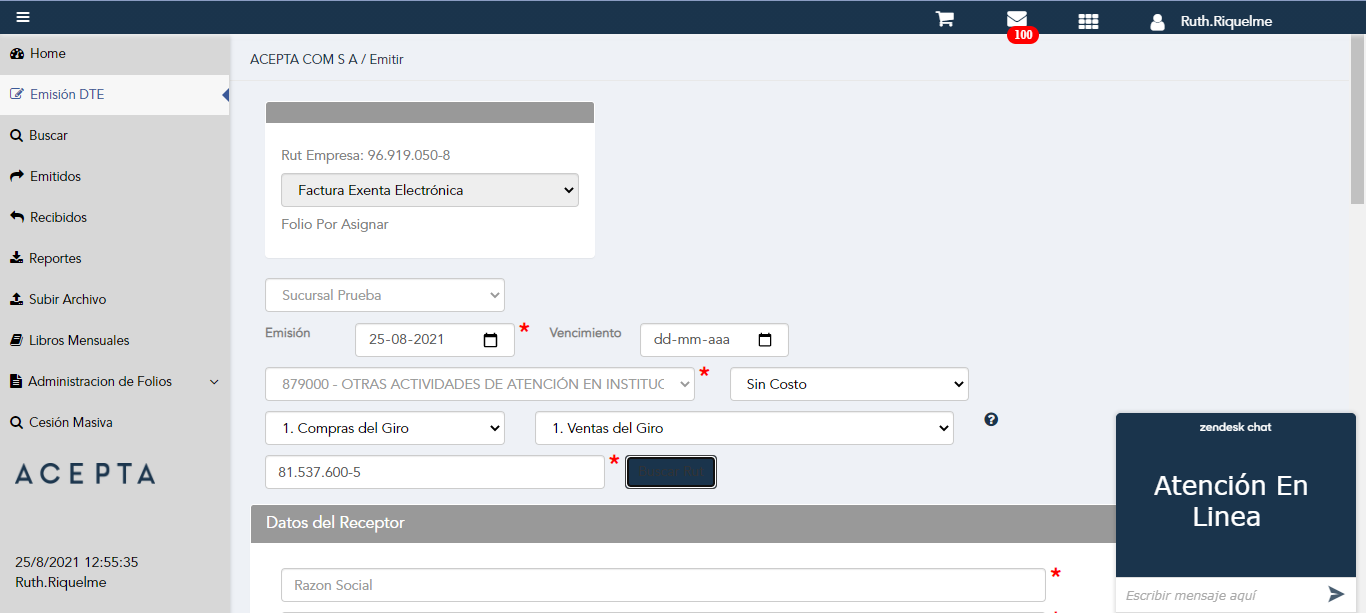 Ruth.Riquelme
100
Home
Emisión DTE
Buscar
Emitidos
Recibidos
Reportes
Subir Archivo
Libros Mensuales
Administracion de Folios
Cesión Masiva
ACEPTA
25/8/2021 12:55:35
Ruth.Riquelme
ACEPTA COM S A / Emitir
Rut Empresa: 96.919.050-8
Factura Exenta Electrónica
Folio Por Asignar
Sucursal Prueba
Emisión 25-08-2021 * Vencimiento dd-mm-aaa
879000 - OTRAS ACTIVIDADES DE ATENCIÓN EN INSTITUC * Sin Costo
1. Compras del Giro 1. Ventas del Giro ?
81.537.600-5 *
Datos del Receptor
Razon Social *
zendesk chat
Atención En
Linea
Escribir mensaje aquí